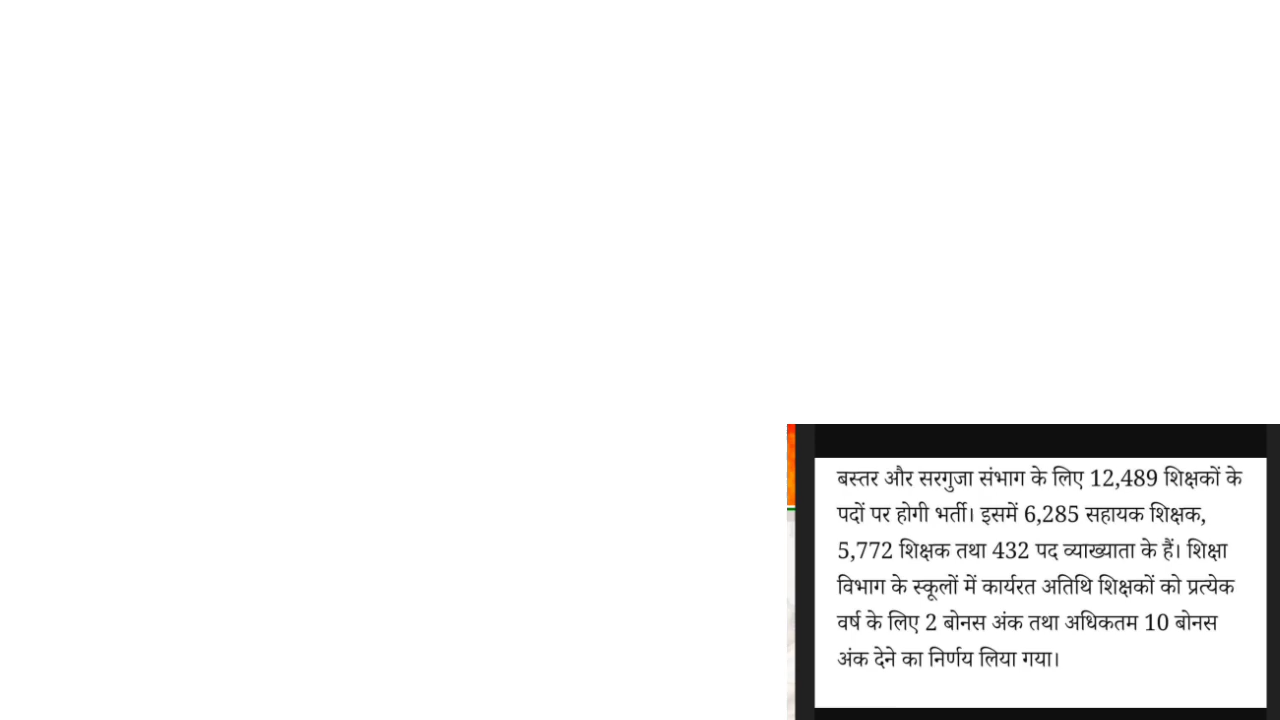 बस्तर और सरगुजा संभाग के लिए 12,489 शिक्षकों के
पदों पर होगी भर्ती। इसमें 6,285 सहायक शिक्षक,
5,772 शिक्षक तथा 432 पद व्याख्याता के हैं। शिक्षा
विभाग के स्कूलों में कार्यरत अतिथि शिक्षकों को प्रत्येक
वर्ष के लिए 2 बोनस अंक तथा अधिकतम 10 बोनस
अंक देने का निर्णय लिया गया।